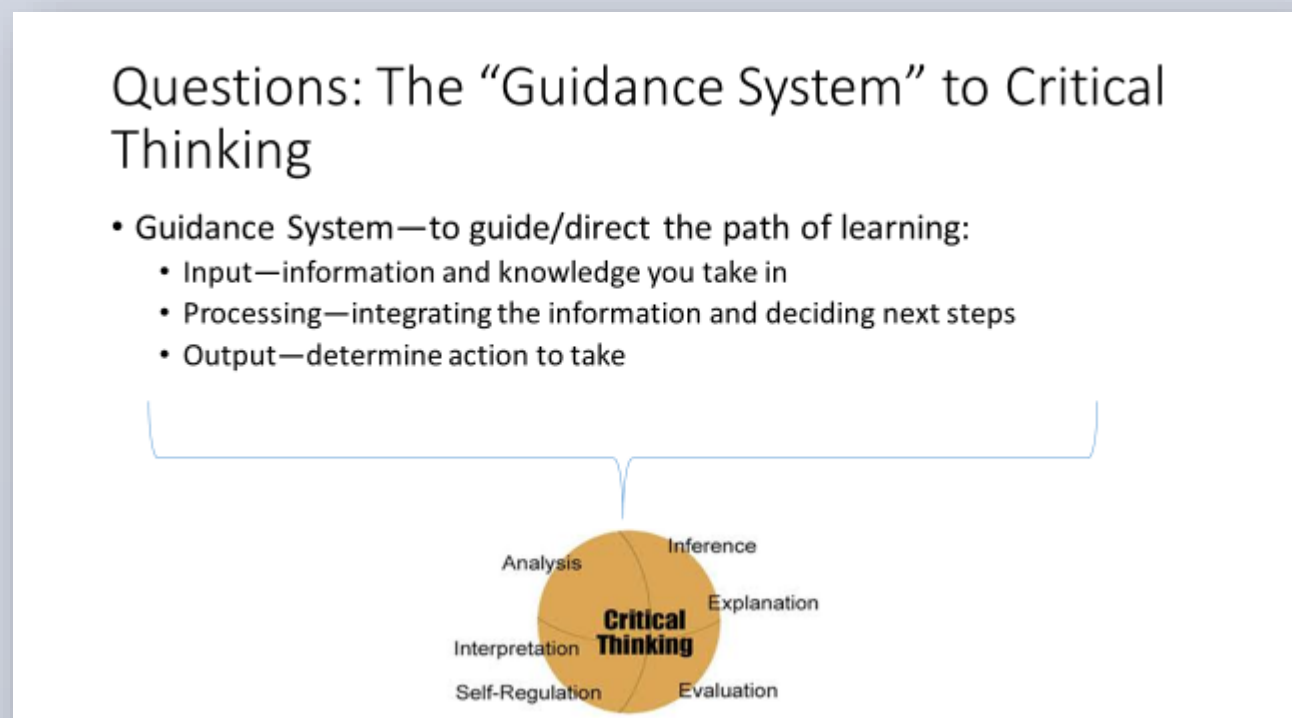 Questions: The “Guidance System” to Critical
Thinking
• Guidance System—to guide/direct the path of learning:
• Input—information and knowledge you take in
• Processing—integrating the information and deciding next steps
• Output—determine action to take
Inference
Analysis
Explanation
Critical
Thinking
Interpretation
Self-Regulation
Evaluation